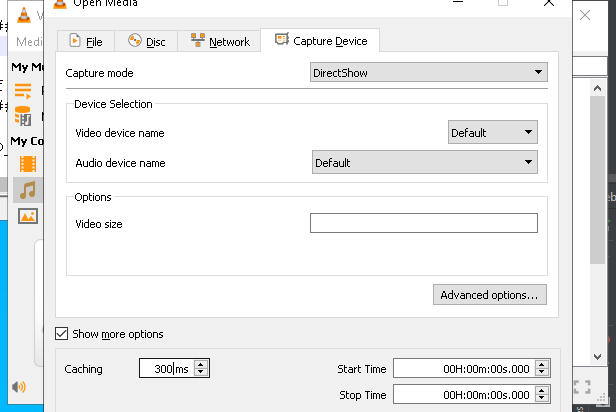 Open Media
Medi
File
Disc
Network
Capture Device
My M
My Co
Capture mode
DirectShow
Device Selection
Video device name
Default
Audio device name
Default
Options
Video size
Advanced options...
Show more options
Caching
300 ms
Start Time
00H:00m:00s.000
Stop Time
00H:00m:00s.000